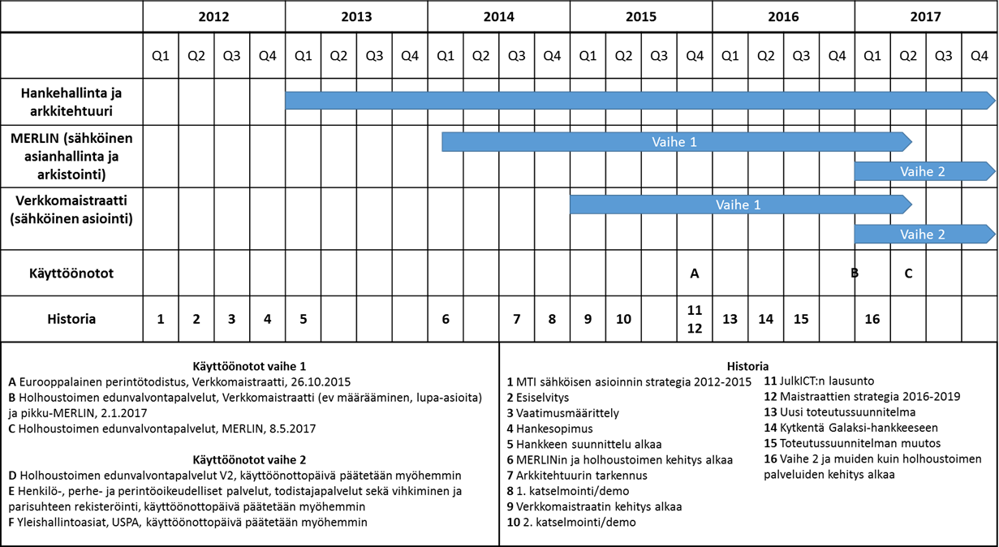 2012 2013 2014 2015 2016 2017
Q1 Q2 Q3 Q4 Q1 Q2 Q3 Q4 Q1 Q2 Q3 Q4 Q1 Q2 Q3 Q4 Q1 Q2 Q3 Q4 Q1 Q2 Q3 Q4
Hankehallinta ja
arkkitehtuuri
MERLIN (sähköinen
asianhallinta ja
arkistointi)
Vaihe 1
Vaihe 2
Verkkomaistraatti
(sähköinen asiointi)
Vaihe 1
Vaihe 2
Käyttöönotot
A B C
Historia
1 2 3 4 5 6 7 8 9 10 11 12 13 14 15 16
Käyttöönotot vaihe 1
A Eurooppalainen perintötodistus, Verkkomaistraatti, 26.10.2015
B Holhoustoimen edunvalvontapalvelut, Verkkomaistraatti (ev määrääminen, lupa-asioita)
ja pikku-MERLIN, 2.1.2017
C Holhoustoimen edunvalvontapalvelut, MERLIN, 8.5.2017
Käyttöönotot vaihe 2
D Holhoustoimen edunvalvontapalvelut V2, käyttöönottopäivä päätetään myöhemmin
E Henkilö-, perhe- ja perintöoikeudelliset palvelut, todistajapalvelut sekä vihkiminen ja
parisuhteen rekisteröinti, käyttöönottopäivä päätetään myöhemmin
F Yleishallintoasiat, USPA, käyttöönottopäivä päätetään myöhemmin
Historia
1 MTI sähköisen asioinnin strategia 2012-2015
2 Esiselvitys
3 Vaatimusmäärittely
4 Hankesopimus
5 Hankkeen suunnittelu alkaa
6 MERLINin ja holhoustoimen kehitys alkaa
7 Arkkitehtuurin tarkennus
8 1. katselmointi/demo
9 Verkkomaistraatin kehitys alkaa
10 2. katselmointi/demo
11 JulkICT:n lausunto
12 Maistraattien strategia 2016-2019
13 Uusi toteutussuunnitelma
14 Kytkentä Galaksi-hankkeeseen
15 Toteutussuunnitelman muutos
16 Vaihe 2 ja muiden kuin holhoustoimen
palveluiden kehitys alkaa